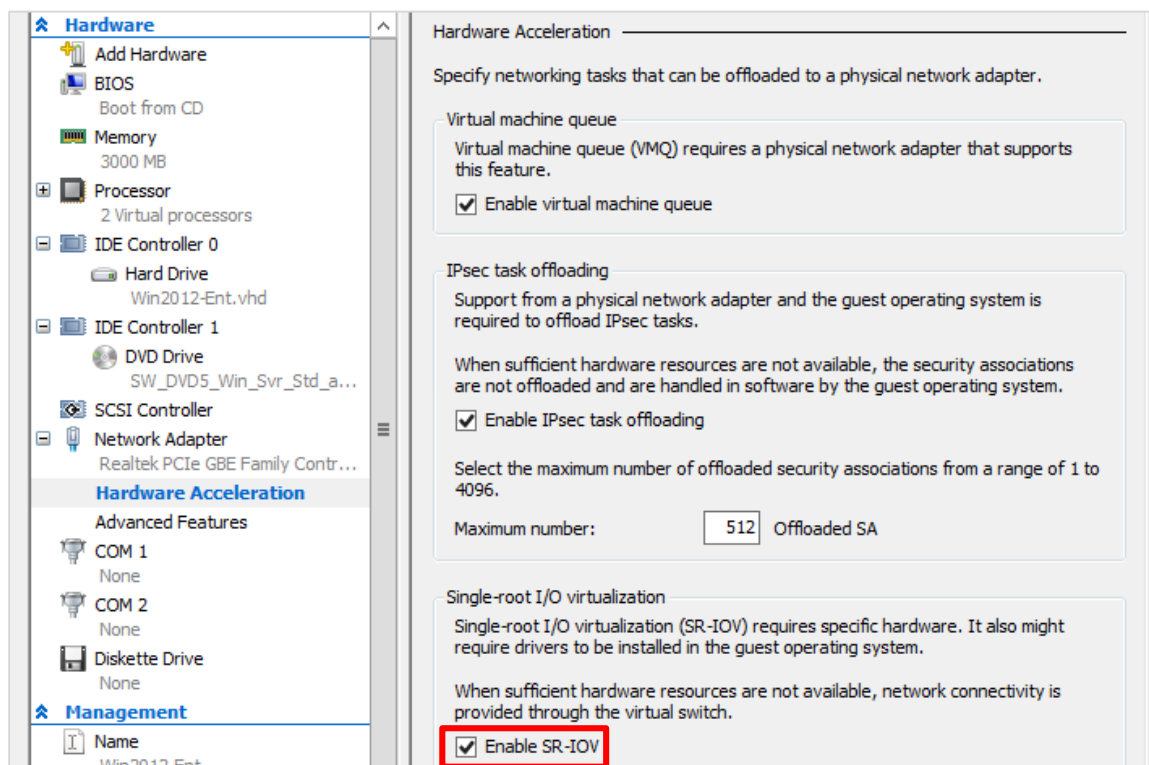 Hardware
Add Hardware
BIOS
Boot from CD
Memory
3000 MB
Processor
2 Virtual processors
IDE Controller 0
Hard Drive
Win2012-Ent.vhd
IDE Controller 1
DVD Drive
SW_DVD5_Win_Svr_Std_a...
SCSI Controller
Network Adapter
Realtek PCIe GBE Family Contr...
Hardware Acceleration
Advanced Features
COM 1
None
COM 2
None
Diskette Drive
None
Management
Name
Win2012-Ent
Hardware Acceleration
Specify networking tasks that can be offloaded to a physical network adapter.
Virtual machine queue
Virtual machine queue (VMQ) requires a physical network adapter that supports
this feature.
Enable virtual machine queue
IPsec task offloading
Support from a physical network adapter and the guest operating system is
required to offload IPsec tasks.
When sufficient hardware resources are not available, the security associations
are not offloaded and are handled in software by the guest operating system.
Enable IPsec task offloading
Select the maximum number of offloaded security associations from a range of 1 to
4096.
Maximum number: 512 Offloaded SA
Single-root I/O virtualization
Single-root I/O virtualization (SR-IOV) requires specific hardware. It also might
require drivers to be installed in the guest operating system.
When sufficient hardware resources are not available, network connectivity is
provided through the virtual switch.
Enable SR-IOV